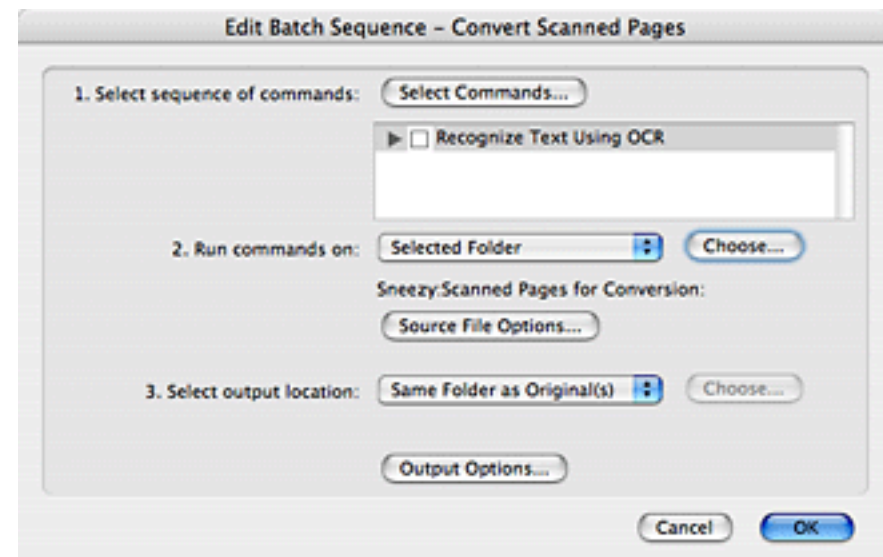 Edit Batch Sequence – Convert Scanned Pages
1. Select sequence of commands: Select Commands...
Recognize Text Using OCR
2. Run commands on: Selected Folder Choose...
Sneezy:Scanned Pages for Conversion:
Source File Options...
3. Select output location: Same Folder as Original(s) Choose...
Output Options...
Cancel OK